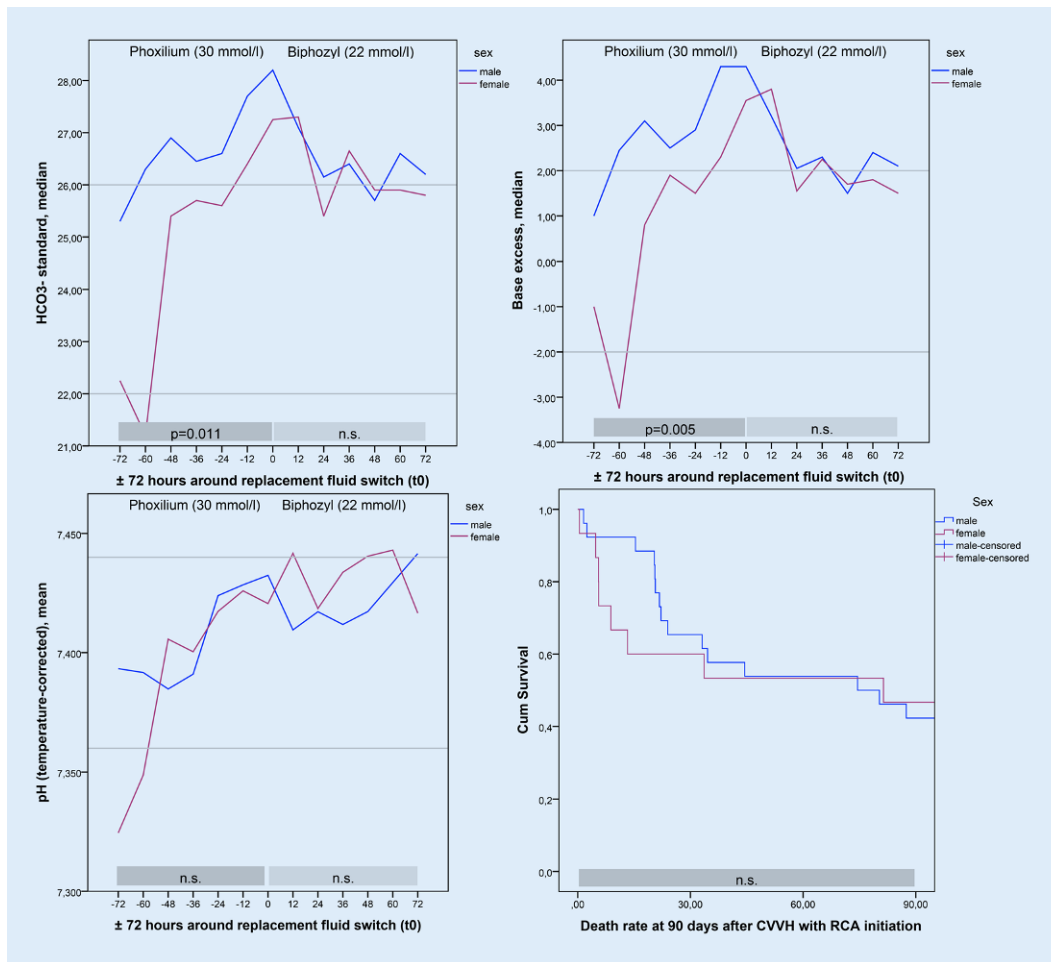 Phoxilium (30 mmol/l) Biphozyl (22 mmol/l)
sex
male
female
HCO3- standard, median
28,00
27,00
26,00
25,00
24,00
23,00
22,00
21,00
p=0.011 n.s.
-72 -60 -48 -36 -24 -12 0 12 24 36 48 60 72
± 72 hours around replacement fluid switch (t0)
Phoxilium (30 mmol/l) Biphozyl (22 mmol/l)
sex
male
female
Base excess, median
4,00
3,00
2,00
1,00
0,00
-1,00
-2,00
-3,00
-4,00
p=0.005 n.s.
-72 -60 -48 -36 -24 -12 0 12 24 36 48 60 72
± 72 hours around replacement fluid switch (t0)
Phoxilium (30 mmol/l) Biphozyl (22 mmol/l)
sex
male
female
pH (temperature-corrected), mean
7,450
7,400
7,350
7,300
n.s. n.s.
-72 -60 -48 -36 -24 -12 0 12 24 36 48 60 72
± 72 hours around replacement fluid switch (t0)
Sex
male
female
male-censored
female-censored
Cum Survival
1,0
0,8
0,6
0,4
0,2
0,0
n.s.
,00 30,00 60,00 90,00
Death rate at 90 days after CVVH with RCA initiation